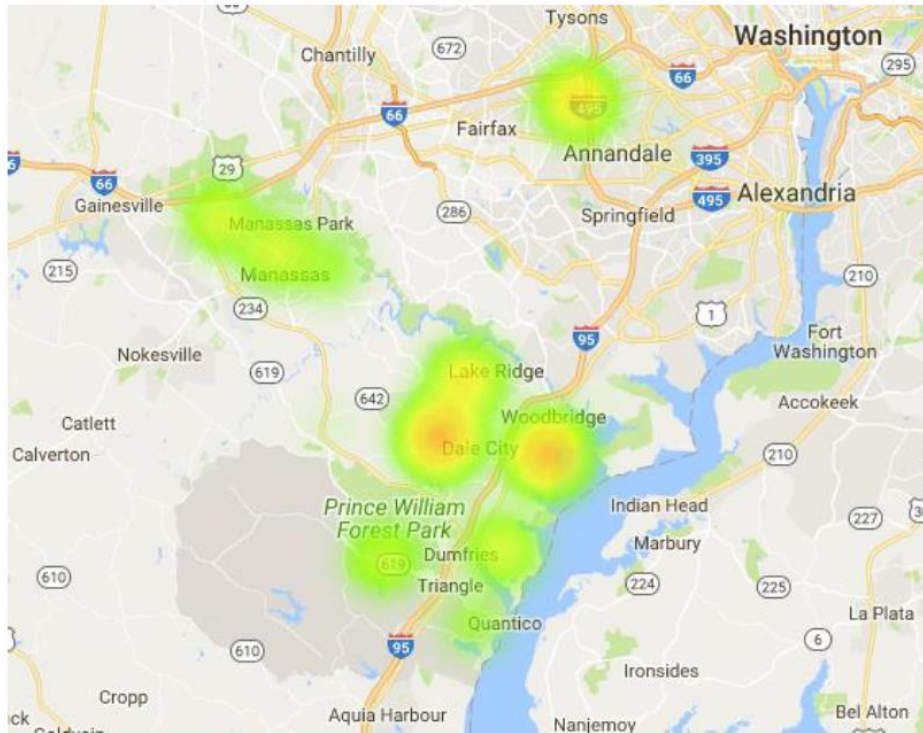 Tysons
Washington
Chantilly
672
295
66
495
66
Fairfax
Annandale
395
29
66
Gainesville
Manassas Park
286
Springfield
495
Alexandria
215
Manassas
210
234
1
95
Fort
Washington
Nokesville
619
Lake Ridge
642
Accokeek
Catlett
Woodbridge
Calverton
Dale City
210
Prince William
Forest Park
Indian Head
227
Marbury
Dumfries
619
610
Triangle
224
225
La Plata
Quantico
95
6
610
Ironsides
Cropp
Aquia Harbour
Bel Alton
Nanjemoy